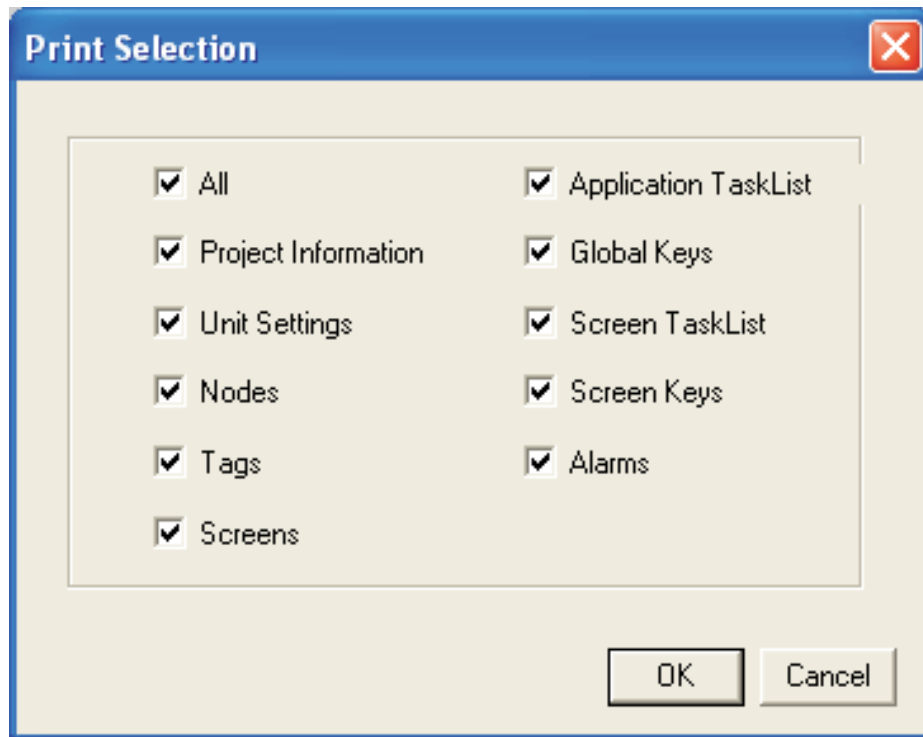 Print Selection
All
Project Information
Unit Settings
Nodes
Tags
Screens
Application TaskList
Global Keys
Screen TaskList
Screen Keys
Alarms
OK
Cancel